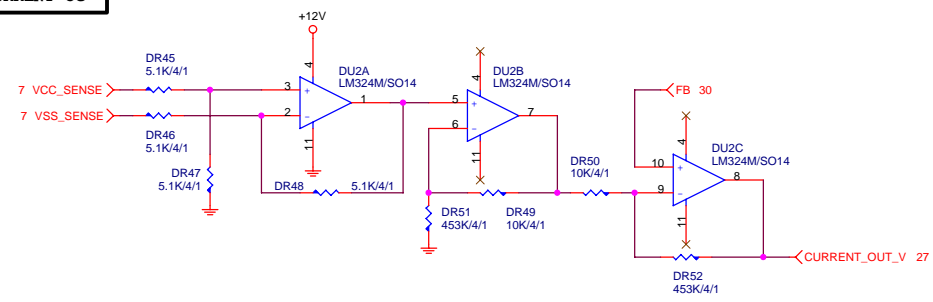 +12V
DR45
5.1K/4/1
DU2A
LM324M/SO14
DU2B
LM324M/SO14
7 VCC_SENSE
3
+
4
1
7 VSS_SENSE
2
-
11
DR46
5.1K/4/1
DR47
5.1K/4/1
DR48
5.1K/4/1
4
5
+
7
6
-
11
DR51
453K/4/1
DR49
10K/4/1
DR50
10K/4/1
FB 30
DU2C
LM324M/SO14
4
10
+
8
9
-
11
DR52
453K/4/1
CURRENT_OUT_V 27